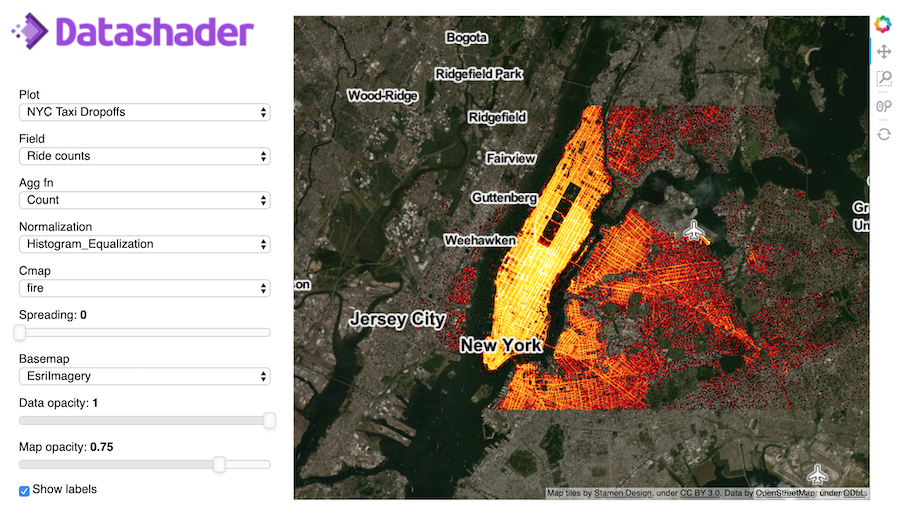 Datashader
Plot
NYC Taxi Dropoffs
Field
Ride counts
Agg fn
Count
Normalization
Histogram_Equalization
Cmap
fire
Spreading: 0
Basemap
EsriImagery
Data opacity: 1
Map opacity: 0.75
Show labels
Bogota
Ridgefield Park
Wood-Ridge
Ridgefield
Fairview
Guttenberg
Weehawken
Jersey City
New York
Map tiles by Stamen Design, under CC BY 3.0. Data by OpenStreetMap, under ODbL.